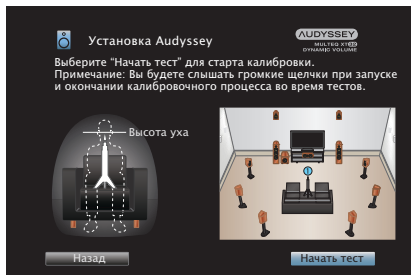 Установка Audyssey
AUDYSSEY
MULTEQ XT32
DYNAMIC VOLUME
Выберите “Начать тест” для старта калибровки.
Примечание: Вы будете слышать громкие щелчки при запуске
и окончании калибровочного процесса во время тестов.
Высота уха
Назад
Начать тест